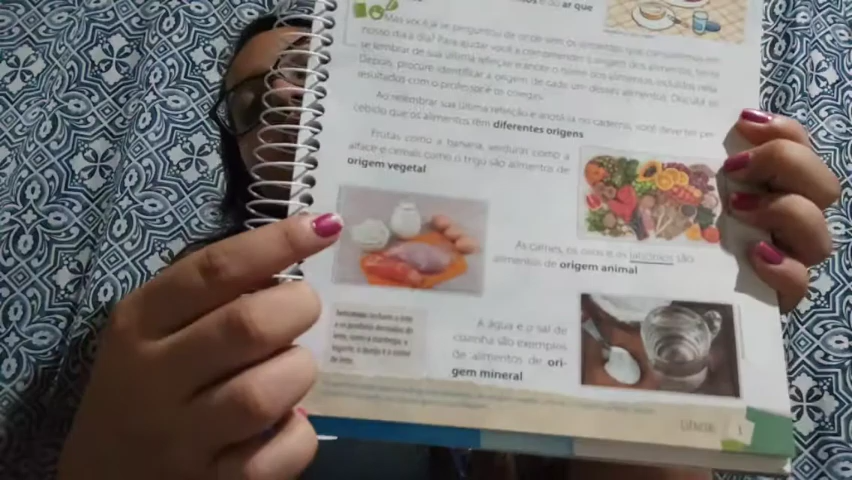 e do ar que
Mas você já se perguntou de onde vem os alimentos que consumimos em
nosso dia a dia? Para ajudar você a compreender a origem dos alimentos, tente
se lembrar de sua última refeição e anote o nome dos alimentos incluídos nela.
Depois, procure identificar a origem de cada um desses alimentos. Discuta os
resultados com o professor e os colegas.
Ao relembrar sua última refeição e anotá-la no caderno, você deve ter per-
cebido que os alimentos têm diferentes origens
Frutas como a banana, verduras como a
alface e cereais como o trigo são alimentos de
origem vegetal
As carnes, os ovos e os laticínios são
alimentos de origem animal
A água e o sal de
cozinha são exemplos
de alimentos de ori-
gem mineral